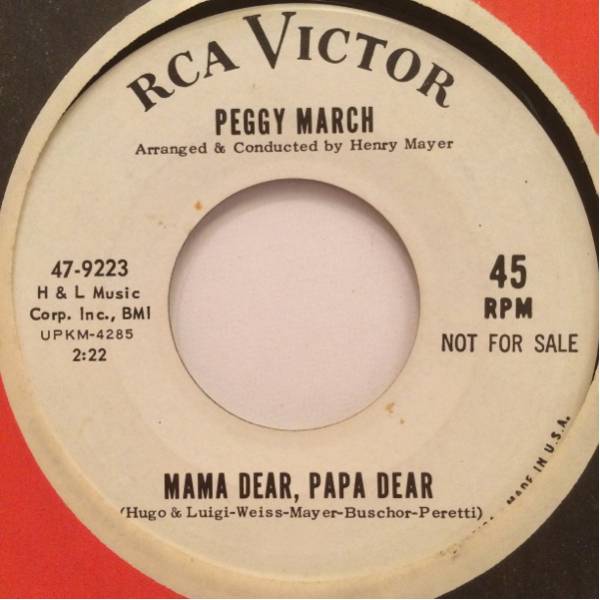 RCA VICTOR
PEGGY MARCH
Arranged & Conducted by Henry Mayer
47-9223
H & L Music
Corp. Inc., BMI
UPKM-4285
2:22
45
RPM
NOT FOR SALE
MAMA DEAR, PAPA DEAR
(Hugo & Luigi-Weiss-Mayer-Buschor-Peretti)
MADE IN U.S.A.